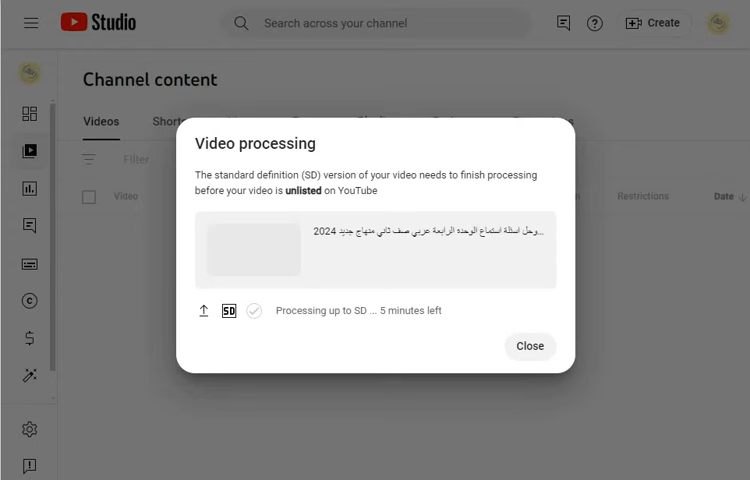 Studio
Search across your channel
Create
Channel content
Videos
Shorts
Filter
Video
Restrictions
Date
Video processing
The standard definition (SD) version of your video needs to finish processing
before your video is unlisted on YouTube
وحل اسئلة استماع الوحده الرابعة عربي صف ثاني منهاج جديد 2024...
SD
Processing up to SD ... 5 minutes left
Close